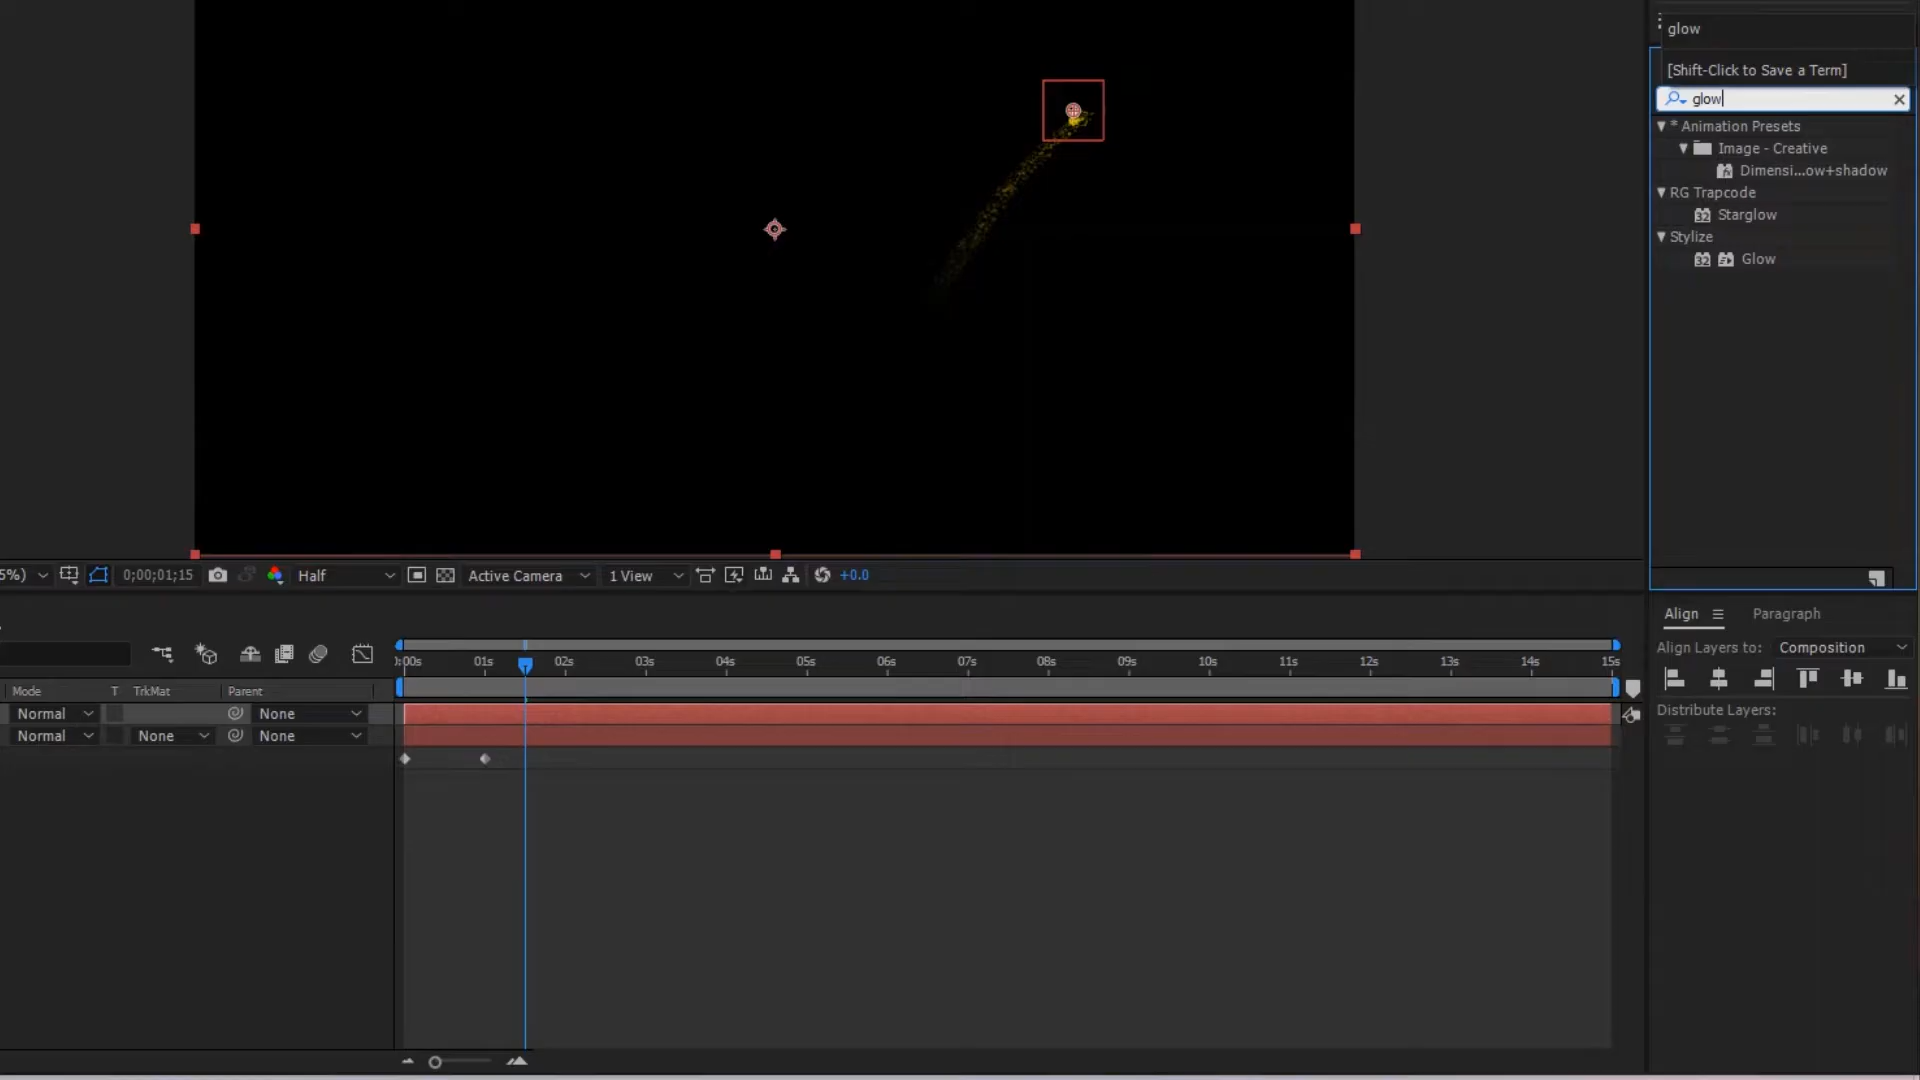 glow
[Shift-Click to Save a Term]
glow
* Animation Presets
Image - Creative
Dimensi...ow+shadow
RG Trapcode
Starglow
Stylize
Glow
5%)
0;00;01;15
Half
Active Camera
1 View
+0.0
Align
Paragraph
Align Layers to:
Composition
Distribute Layers:
):00s 01s 02s 03s 04s 05s 06s 07s 08s 09s 10s 11s 12s 13s 14s 15s
Mode T TrkMat Parent
Normal None
Normal None None